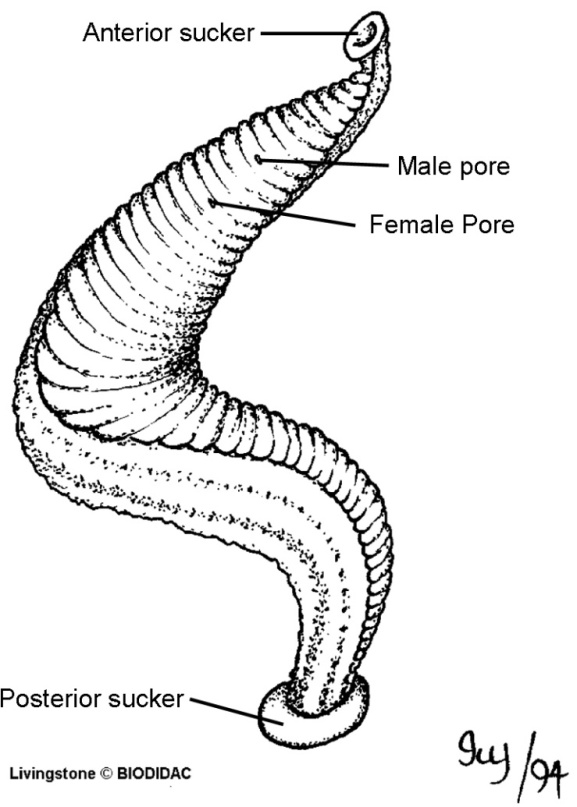 Anterior sucker
Male pore
Female Pore
Posterior sucker
Livingstone © BIODIDAC